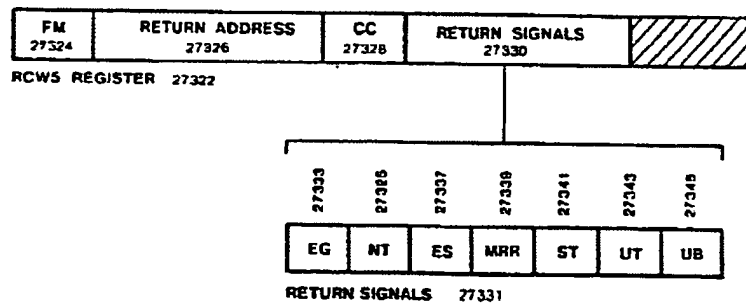 FM RETURN ADDRESS CC RETURN SIGNALS
27324 27326 27328 27330
RCWS REGISTER 27322
27333 27335 27337 27339 27341 27343 27345
EG NT ES MRR ST UT UB
RETURN SIGNALS 27331